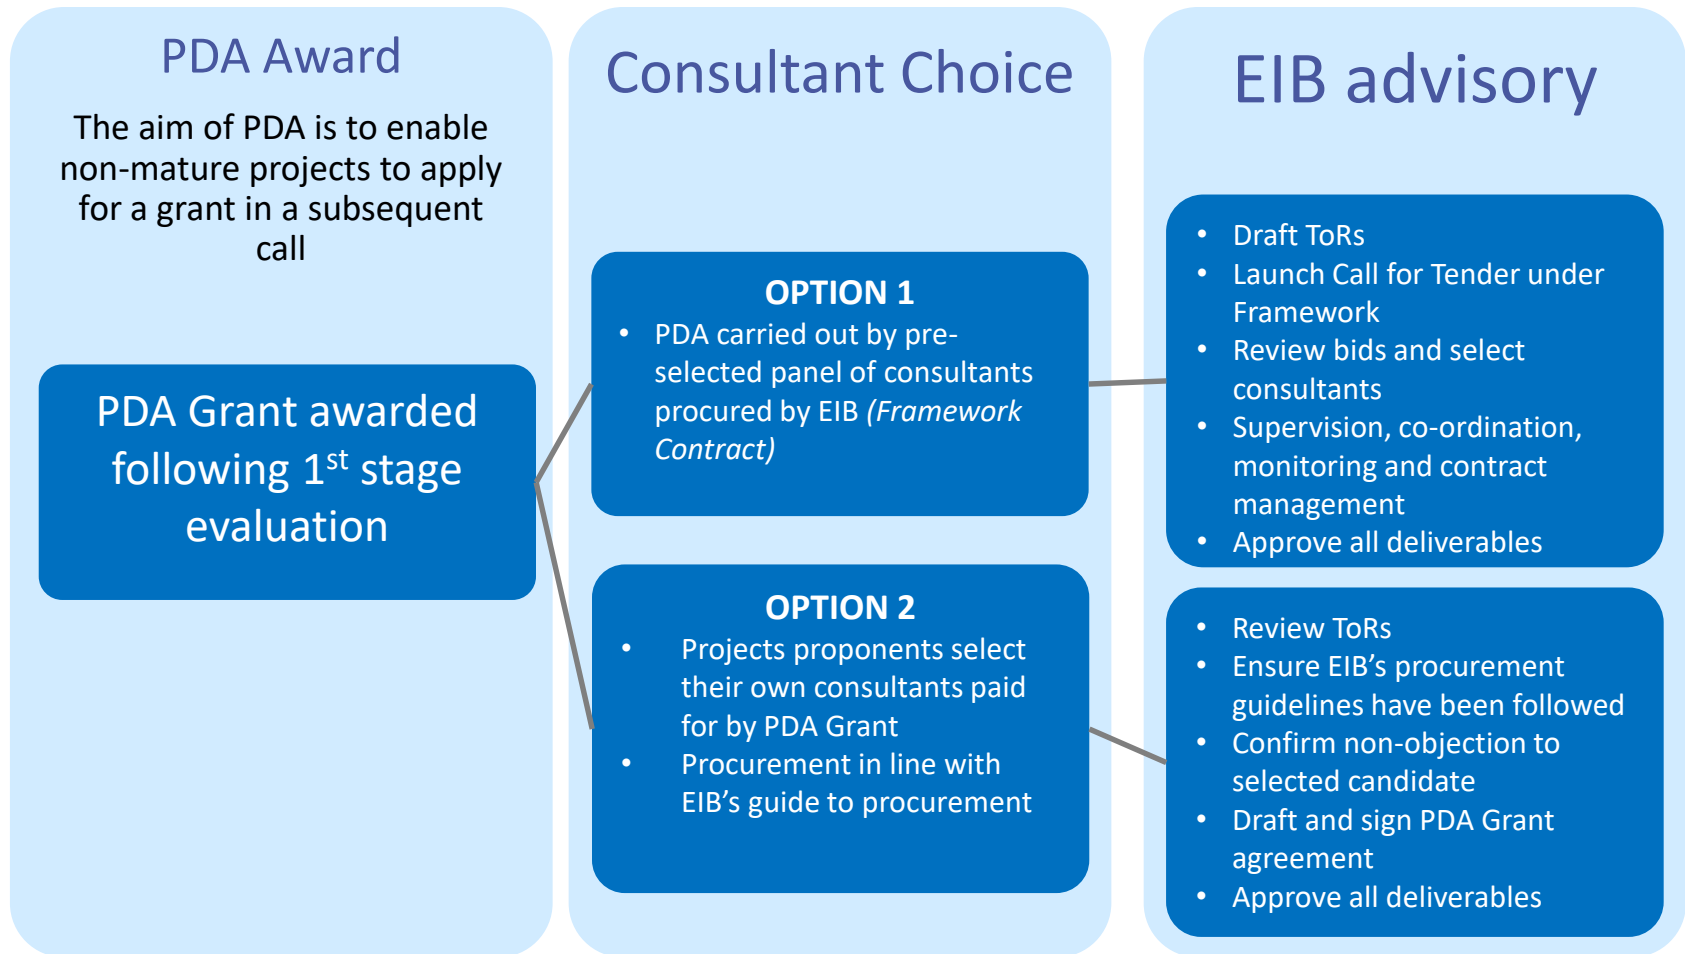 PDA Award
The aim of PDA is to enable
non-mature projects to apply
for a grant in a subsequent
call
PDA Grant awarded
following 1st stage
evaluation
Consultant Choice
OPTION 1
• PDA carried out by pre-
selected panel of consultants
procured by EIB (Framework
Contract)
OPTION 2
• Projects proponents select
their own consultants paid
for by PDA Grant
• Procurement in line with
EIB’s guide to procurement
EIB advisory
• Draft ToRs
• Launch Call for Tender under
Framework
• Review bids and select
consultants
• Supervision, co-ordination,
monitoring and contract
management
• Approve all deliverables
• Review ToRs
• Ensure EIB’s procurement
guidelines have been followed
• Confirm non-objection to
selected candidate
• Draft and sign PDA Grant
agreement
• Approve all deliverables